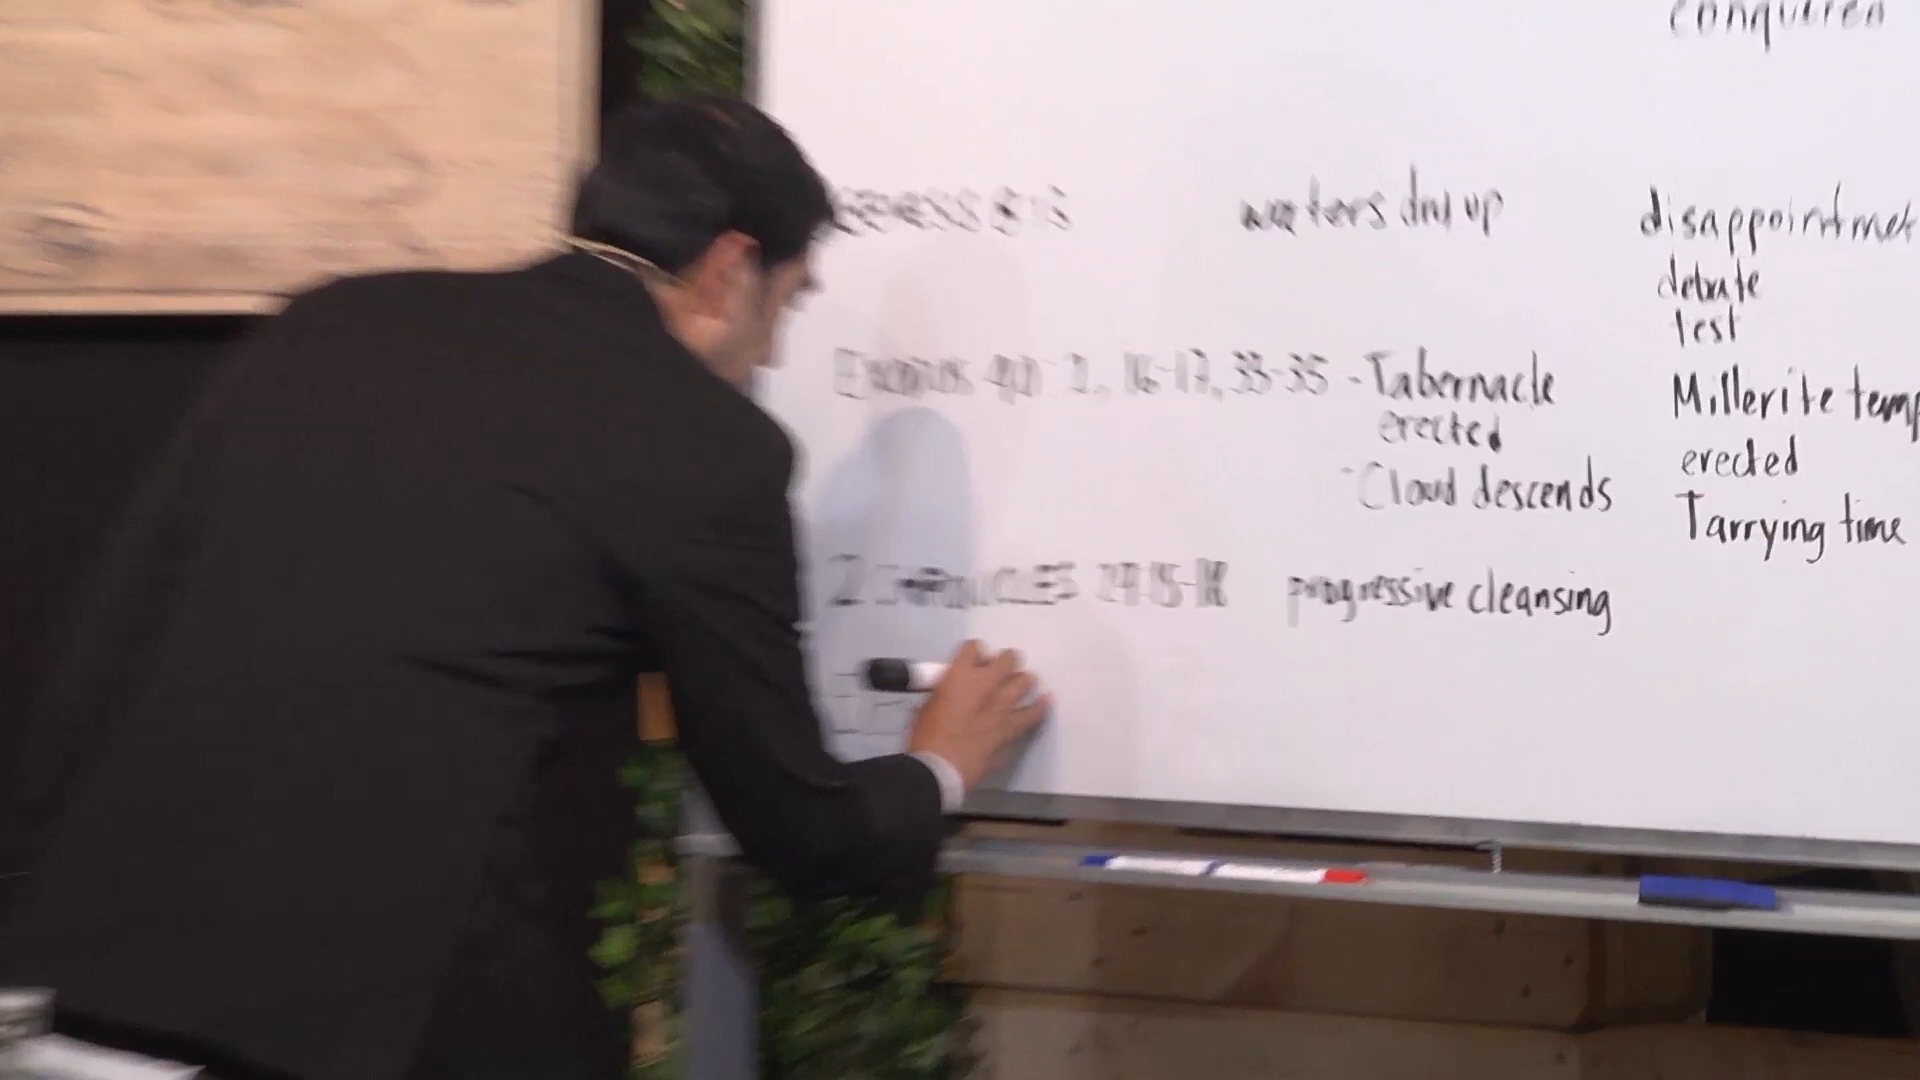 conquered
GENESIS 8:13 waters dry up disappointmet
debate
test
EXODUS 40:2, 16-17, 33-35 - Tabernacle
erected
Millerite temp
erected
- Cloud descends
Tarrying time
2 CHRONICLES 29:15-18 progressive cleansing